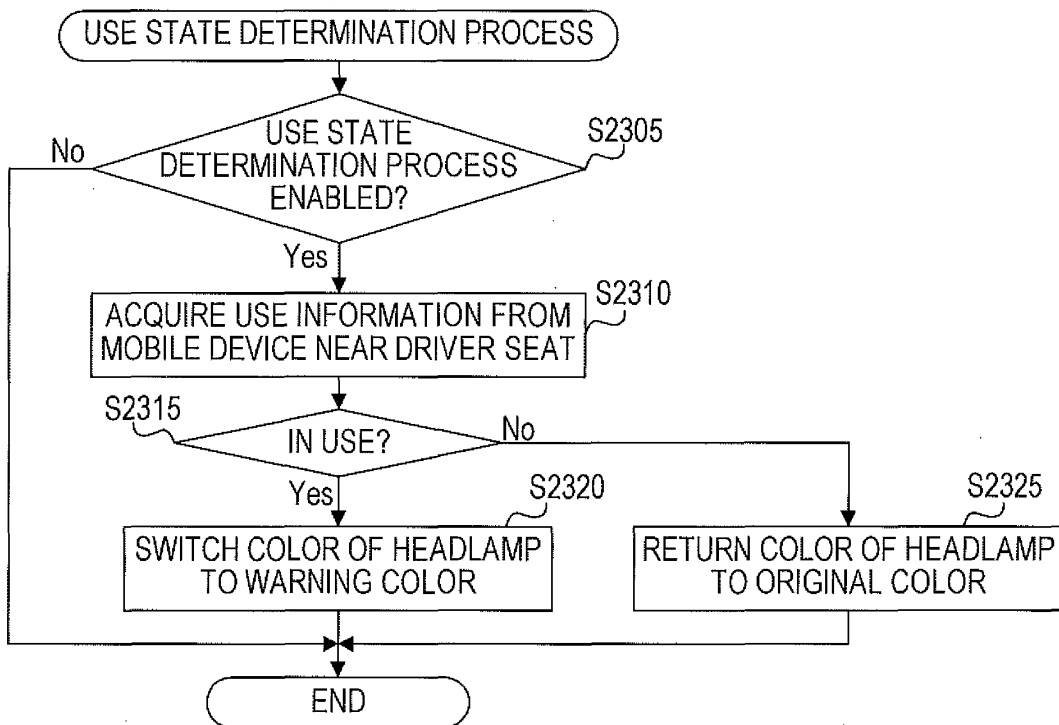 USE STATE DETERMINATION PROCESS
USE STATE
DETERMINATION PROCESS
ENABLED?
S2305
No
Yes
S2310
ACQUIRE USE INFORMATION FROM
MOBILE DEVICE NEAR DRIVER SEAT
S2315
IN USE?
No
Yes
S2320
SWITCH COLOR OF HEADLAMP
TO WARNING COLOR
S2325
RETURN COLOR OF HEADLAMP
TO ORIGINAL COLOR
END